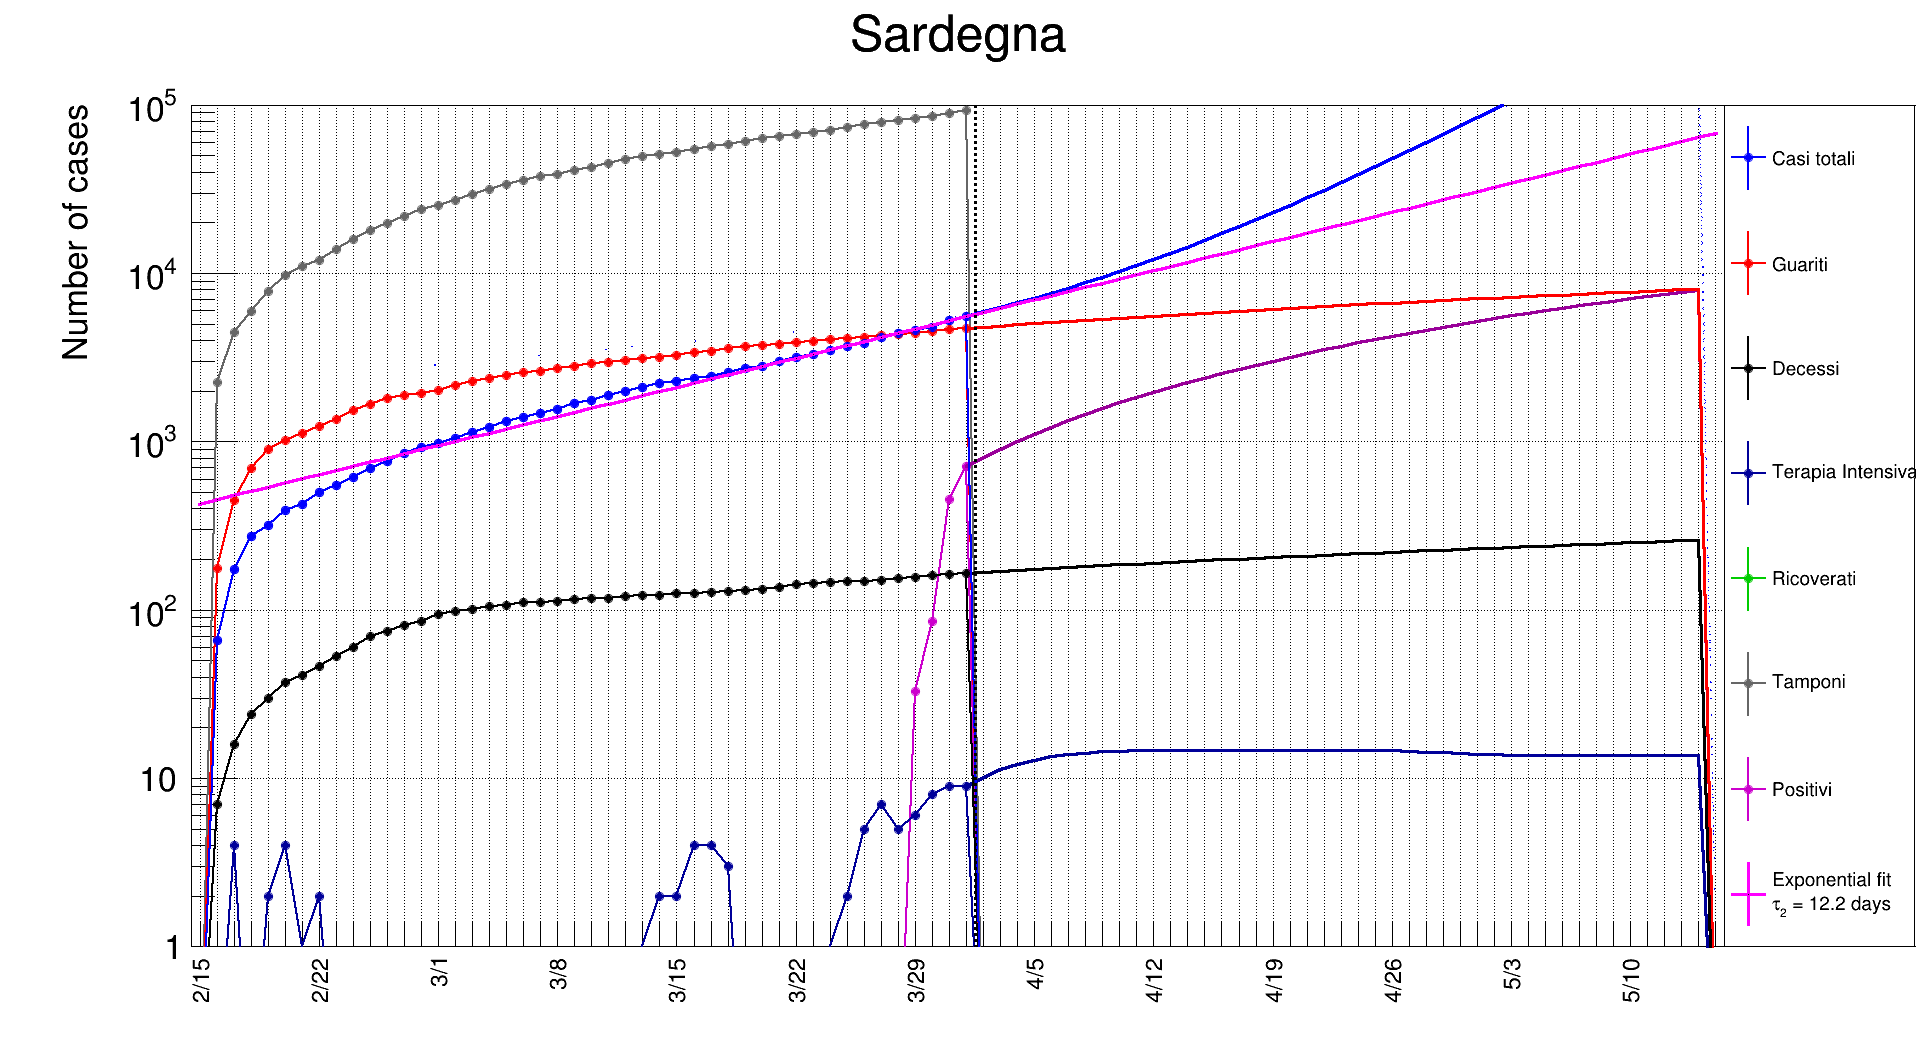 Sardegna
Number of cases
10^5
10^4
10^3
10^2
10
1
2/15
2/22
3/1
3/8
3/15
3/22
3/29
4/5
4/12
4/19
4/26
5/3
5/10
Casi totali
Guariti
Decessi
Terapia Intensiva
Ricoverati
Tamponi
Positivi
Exponential fit
τ₂ = 12.2 days